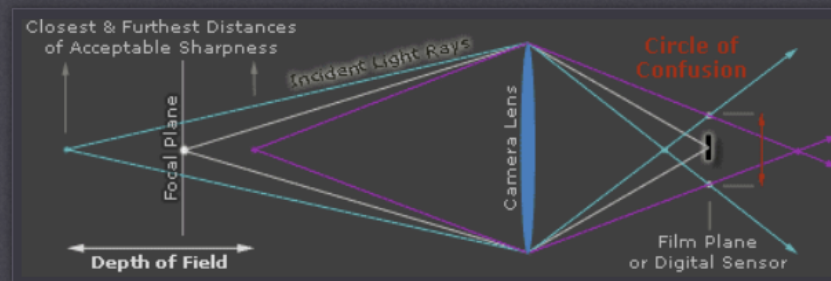 Closest & Furthest Distances
of Acceptable Sharpness
Incident Light Rays
Circle of
Confusion
Focal Plane
Camera Lens
Depth of Field
Film Plane
or Digital Sensor